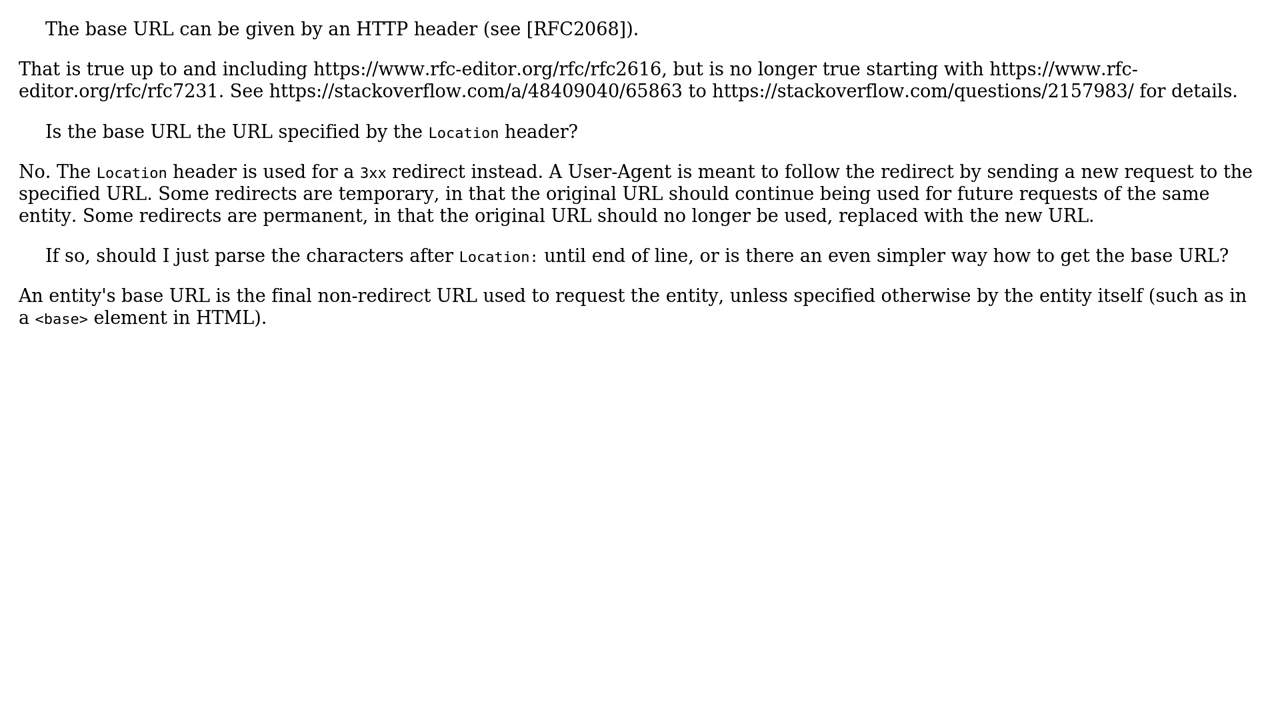 The base URL can be given by an HTTP header (see [RFC2068]).
That is true up to and including https://www.rfc-editor.org/rfc/rfc2616, but is no longer true starting with https://www.rfc-
editor.org/rfc/rfc7231. See https://stackoverflow.com/a/48409040/65863 to https://stackoverflow.com/questions/2157983/ for details.
Is the base URL the URL specified by the Location header?
No. The Location header is used for a 3xx redirect instead. A User-Agent is meant to follow the redirect by sending a new request to the
specified URL. Some redirects are temporary, in that the original URL should continue being used for future requests of the same
entity. Some redirects are permanent, in that the original URL should no longer be used, replaced with the new URL.
If so, should I just parse the characters after Location: until end of line, or is there an even simpler way how to get the base URL?
An entity's base URL is the final non-redirect URL used to request the entity, unless specified otherwise by the entity itself (such as in
a <base> element in HTML).